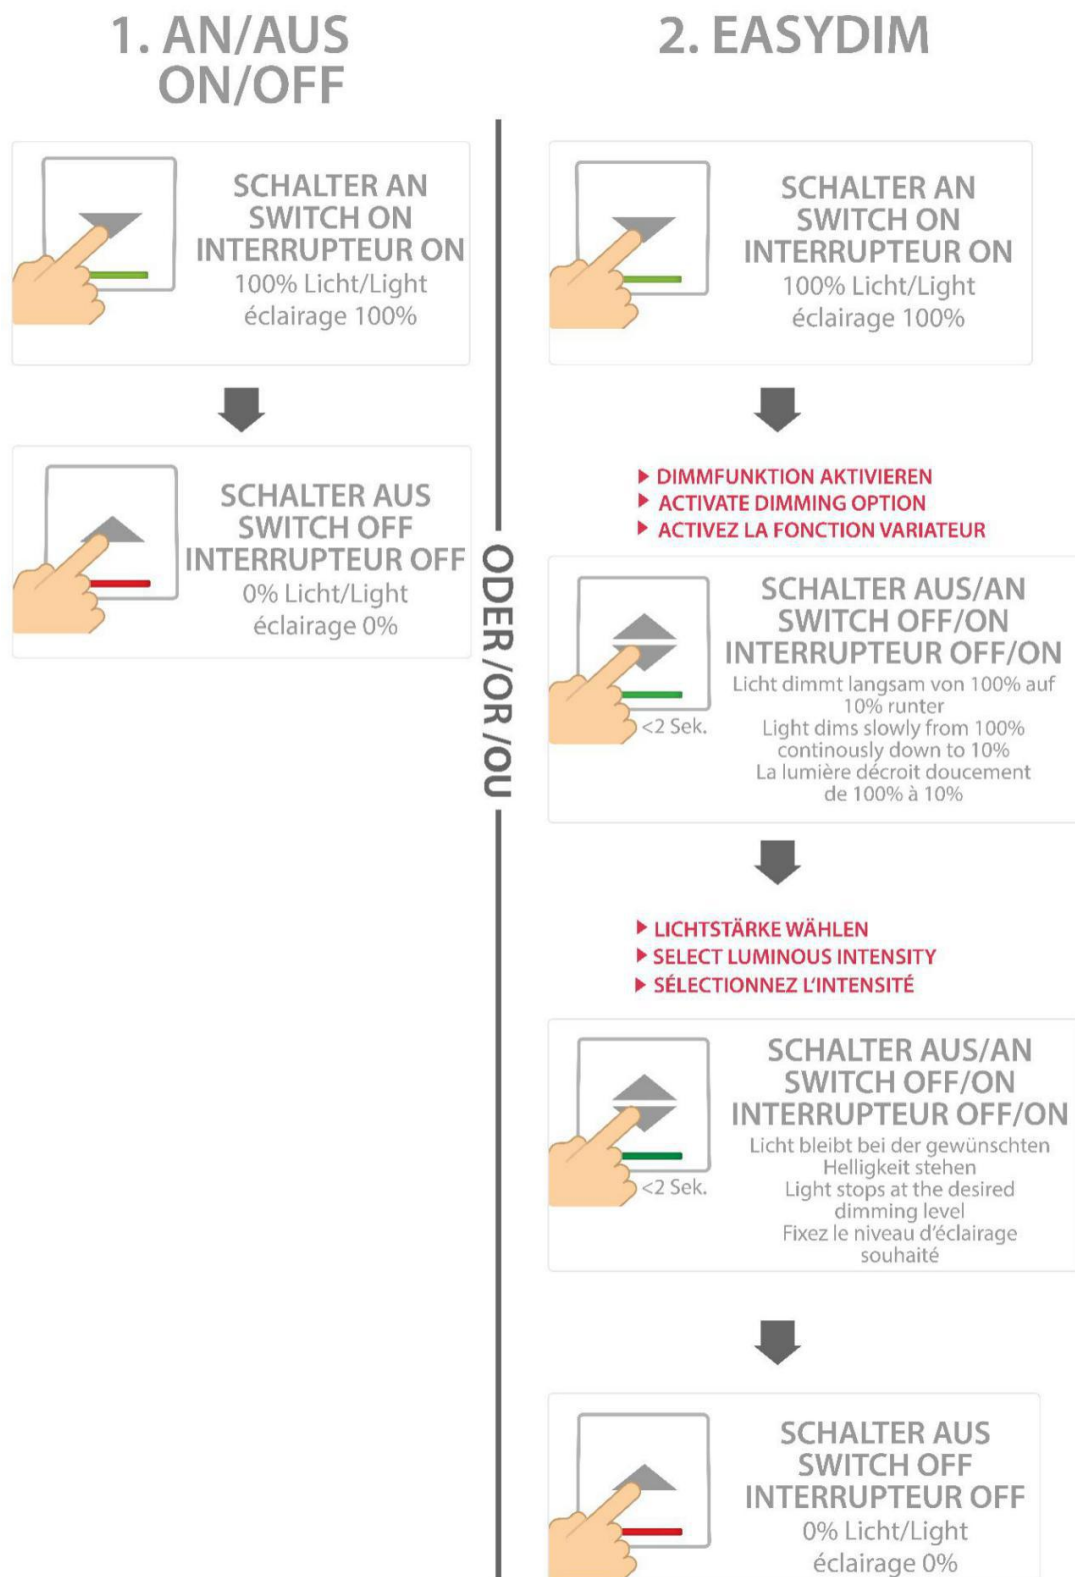 1. AN/AUS
ON/OFF
SCHALTER AN
SWITCH ON
INTERRUPTEUR ON
100% Licht/Light
éclairage 100%
SCHALTER AUS
SWITCH OFF
INTERRUPTEUR OFF
0% Licht/Light
éclairage 0%
ODER /OR /OU
2. EASYDIM
SCHALTER AN
SWITCH ON
INTERRUPTEUR ON
100% Licht/Light
éclairage 100%
DIMMFUNKTION AKTIVIEREN
ACTIVATE DIMMING OPTION
ACTIVEZ LA FONCTION VARIATEUR
SCHALTER AUS/AN
SWITCH OFF/ON
INTERRUPTEUR OFF/ON
Licht dimmt langsam von 100% auf
10% runter
Light dims slowly from 100%
continously down to 10%
La lumière décroit doucement
de 100% à 10%
<2 Sek.
LICHTSTÄRKE WÄHLEN
SELECT LUMINOUS INTENSITY
SÉLECTIONNEZ L'INTENSITÉ
SCHALTER AUS/AN
SWITCH OFF/ON
INTERRUPTEUR OFF/ON
Licht bleibt bei der gewünschten
Helligkeit stehen
Light stops at the desired
dimming level
Fixez le niveau d'éclairage
souhaité
<2 Sek.
SCHALTER AUS
SWITCH OFF
INTERRUPTEUR OFF
0% Licht/Light
éclairage 0%